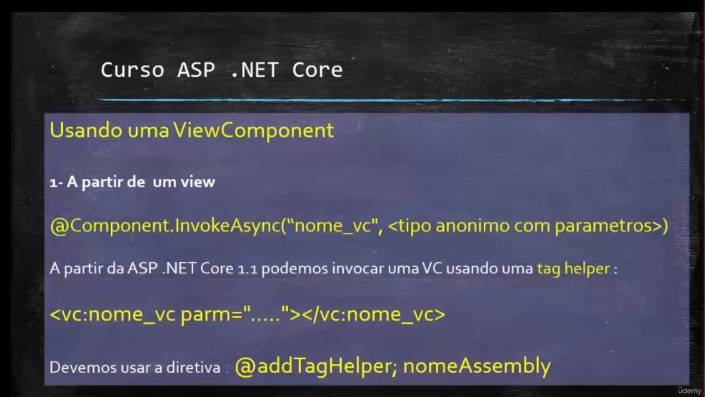 Curso ASP .NET Core
Usando uma ViewComponent
1- A partir de um view
@Component.InvokeAsync(“nome_vc", <tipo anonimo com parametros>)
A partir da ASP .NET Core 1.1 podemos invocar uma VC usando uma tag helper :
<vc:nome_vc parm="....."></vc:nome_vc>
Devemos usar a diretiva : @addTagHelper; nomeAssembly
ûdemy